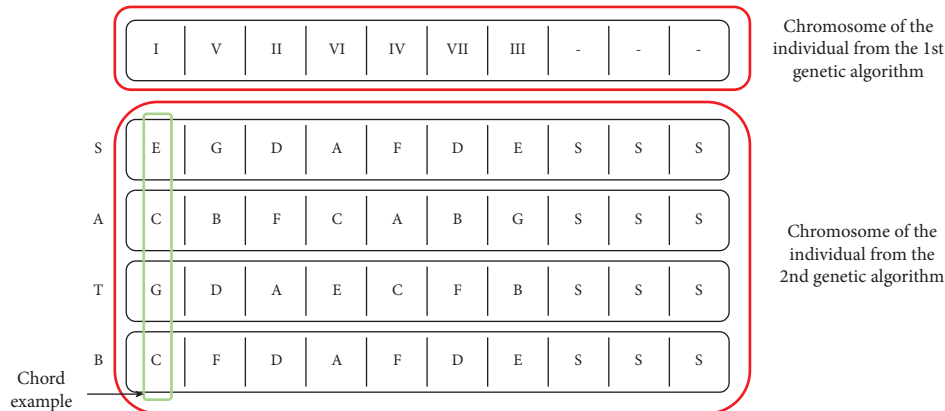 I V II VI IV VII III - - -
Chromosome of the
individual from the 1st
genetic algorithm
S E G D A F D E S S S
A C B F C A B G S S S
T G D A E C F B S S S
B C F D A F D E S S S
Chromosome of the
individual from the
2nd genetic algorithm
Chord
example